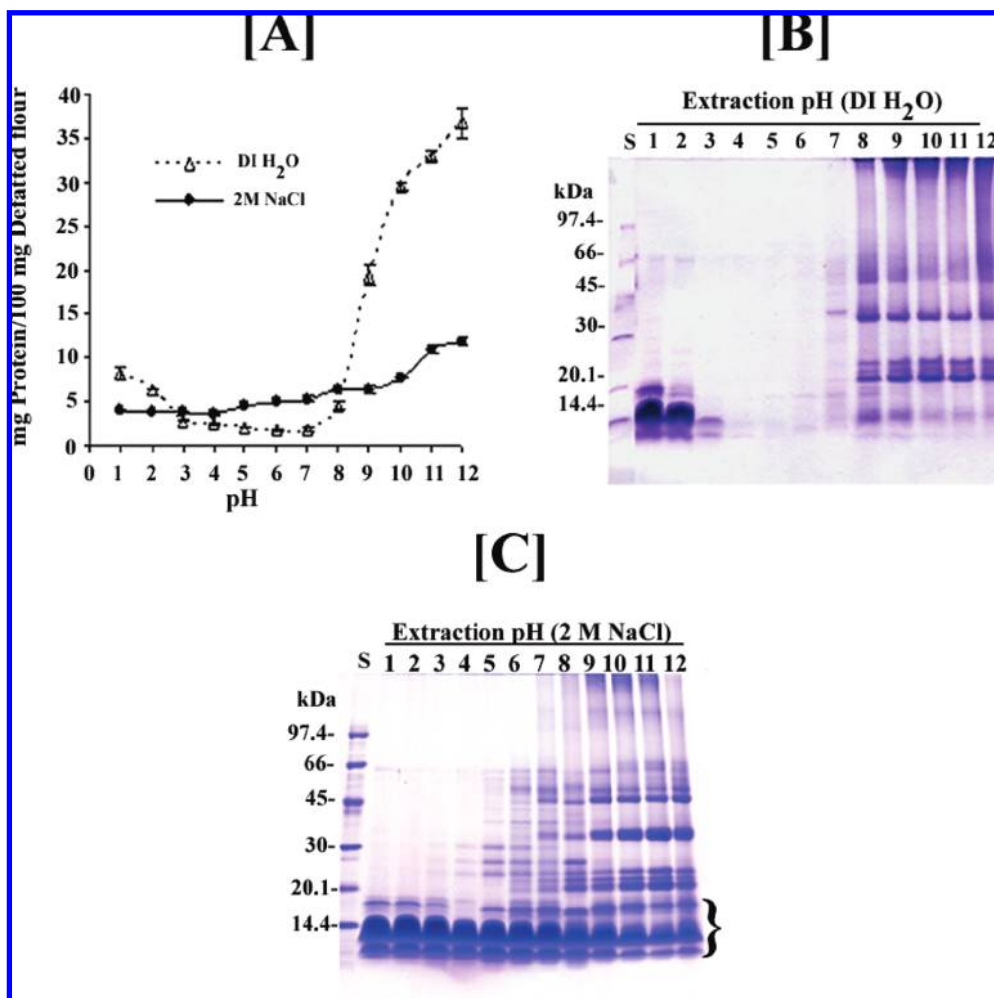 [A]
mg Protein/100 mg Defatted flour
40
35
30
25
20
15
10
5
0
DI H2O
2M NaCl
0 1 2 3 4 5 6 7 8 9 10 11 12
pH
[B]
Extraction pH (DI H2O)
S 1 2 3 4 5 6 7 8 9 10 11 12
kDa
97.4-
66-
45-
30-
20.1-
14.4-
[C]
Extraction pH (2 M NaCl)
S 1 2 3 4 5 6 7 8 9 10 11 12
kDa
97.4-
66-
45-
30-
20.1-
14.4-
}